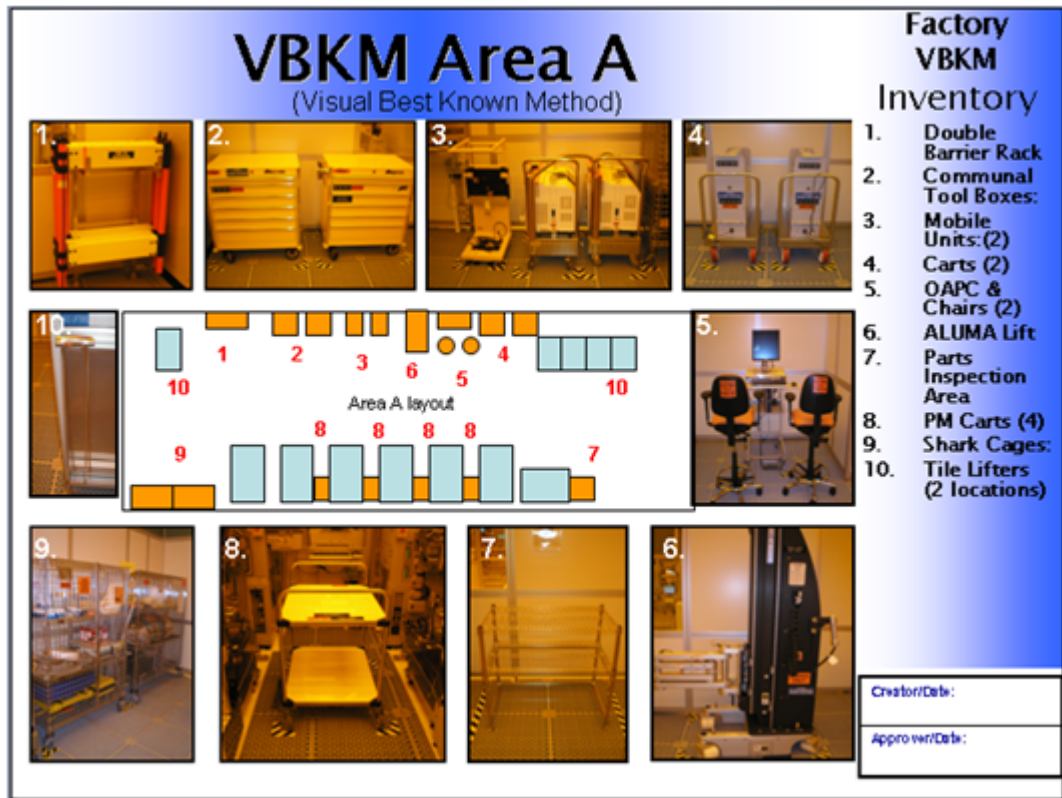 VBKM Area A
(Visual Best Known Method)
1.
2.
3.
4.
10.
1
2
3
6
5
4
10
10
Area A layout
8
8
8
8
9
7
5.
9.
8.
7.
6.
Factory
VBKM
Inventory
1. Double
Barrier Rack
2. Communal
Tool Boxes:
3. Mobile
Units:(2)
4. Carts (2)
5. OAPC &
Chairs (2)
6. ALUMA Lift
7. Parts
Inspection
Area
8. PM Carts (4)
9. Shark Cages:
10. Tile Lifters
(2 locations)
Creator/Date:
Approver/Date: